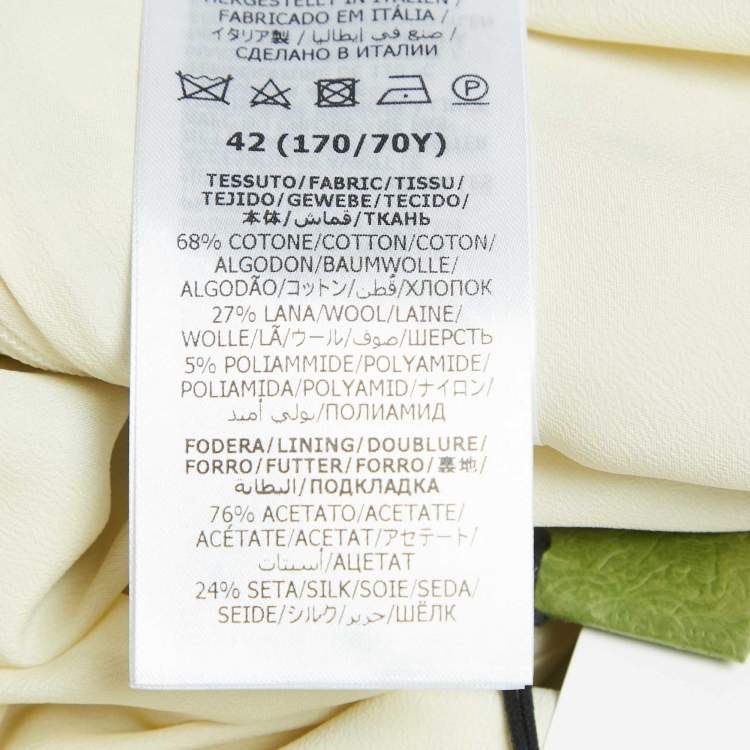 HERGESTELLT IN ITALIEN/
FABRICADO EM ITÁLIA/
イタリア製/صنع في إيطاليا/
СДЕЛАНО В ИТАЛИИ
P
42 (170/70Y)
TESSUTO/FABRIC/TISSU/
TEJIDO/GEWEBE/TECIDO/
本体/قماش/ТКАНЬ
68% COTONE/COTTON/COTON/
ALGODON/BAUMWOLLE/
ALGODÃO/コットン/قطن/ХЛОПОК
27% LANA/WOOL/LAINE/
WOLLE/LÃ/ウール/صوف/ШЕРСТЬ
5% POLIAMMIDE/POLYAMIDE/
POLIAMIDA/POLYAMID/ナイロン/
بولي أميد/ПОЛИАМИД
FODERA/LINING/DOUBLURE/
FORRO/FUTTER/FORRO/裏地/
البطانة/ПОДКЛАДКА
76% ACETATO/ACETATE/
ACÉTATE/ACETAT/アセテート/
أسيتات/АЦЕТАТ
24% SETA/SILK/SOIE/SEDA/
SEIDE/シルク/حرير/ШЁЛК